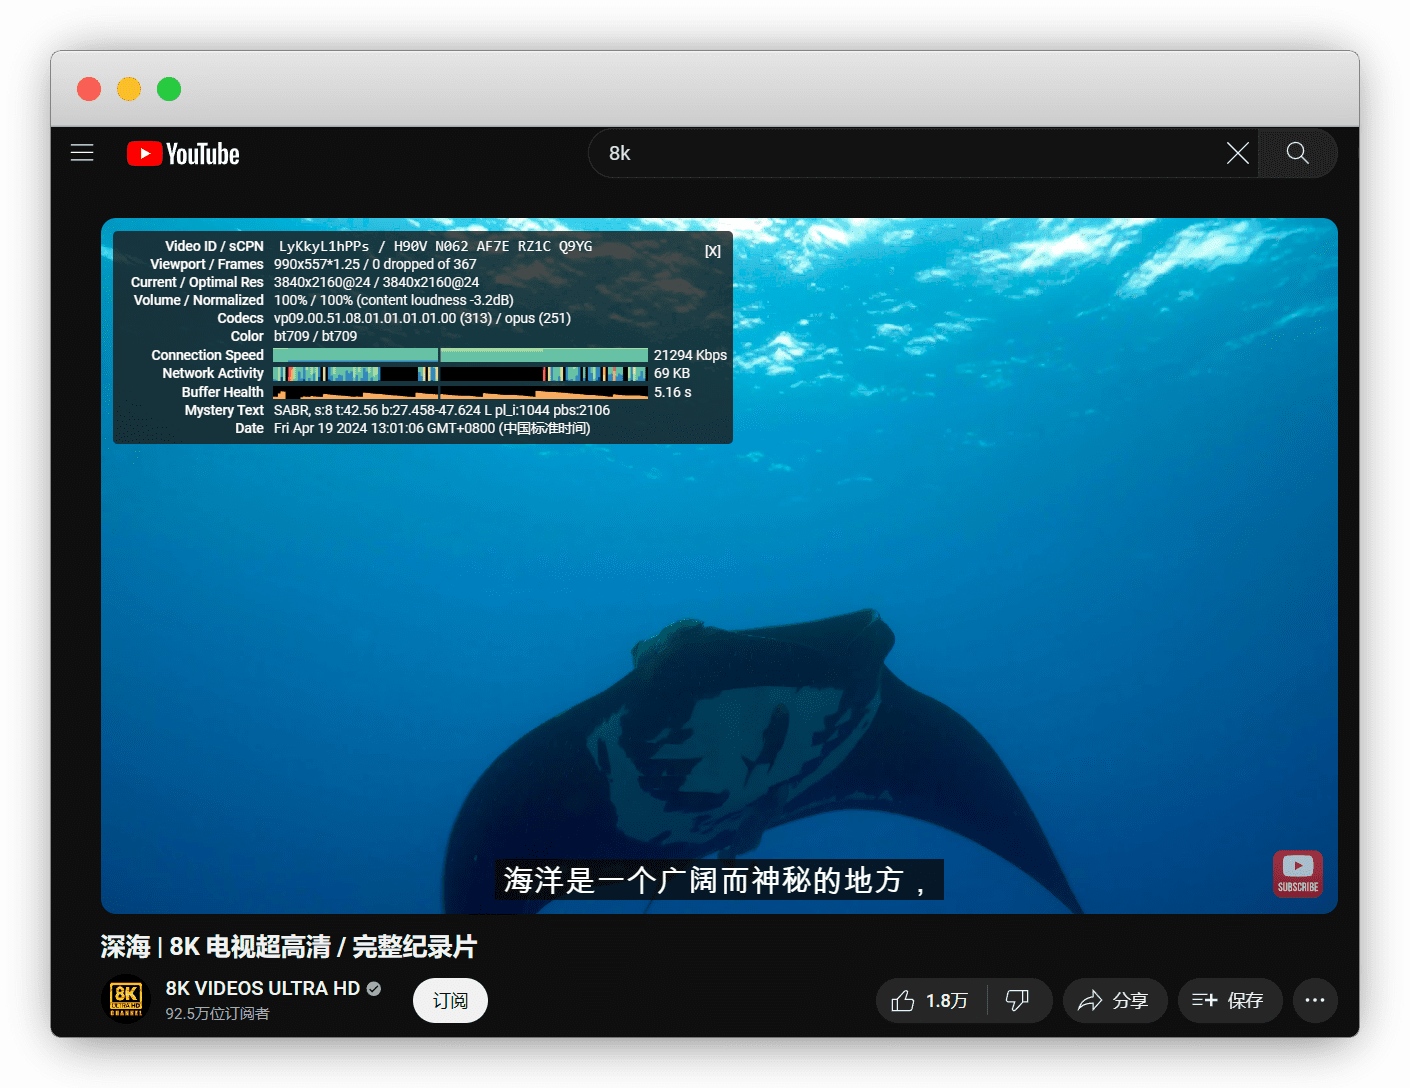 YouTube
8k
Video ID / sCPN LyKkyL1hPPs / H90V N062 AF7E RZ1C Q9YG
[X]
Viewport / Frames 990x557*1.25 / 0 dropped of 367
Current / Optimal Res 3840x2160@24 / 3840x2160@24
Volume / Normalized 100% / 100% (content loudness -3.2dB)
Codecs vp09.00.51.08.01.01.01.01.00 (313) / opus (251)
Color bt709 / bt709
Connection Speed 21294 Kbps
Network Activity 69 KB
Buffer Health 5.16 s
Mystery Text SABR, s:8 t:42.56 b:27.458-47.624 L pl_i:1044 pbs:2106
Date Fri Apr 19 2024 13:01:06 GMT+0800 (中国标准时间)
海洋是一个广阔而神秘的地方，
SUBSCRIBE
深海 | 8K 电视超高清 / 完整纪录片
8K
ULTRA HD
CHANNEL
8K VIDEOS ULTRA HD
92.5万位订阅者
订阅
1.8万
分享
保存